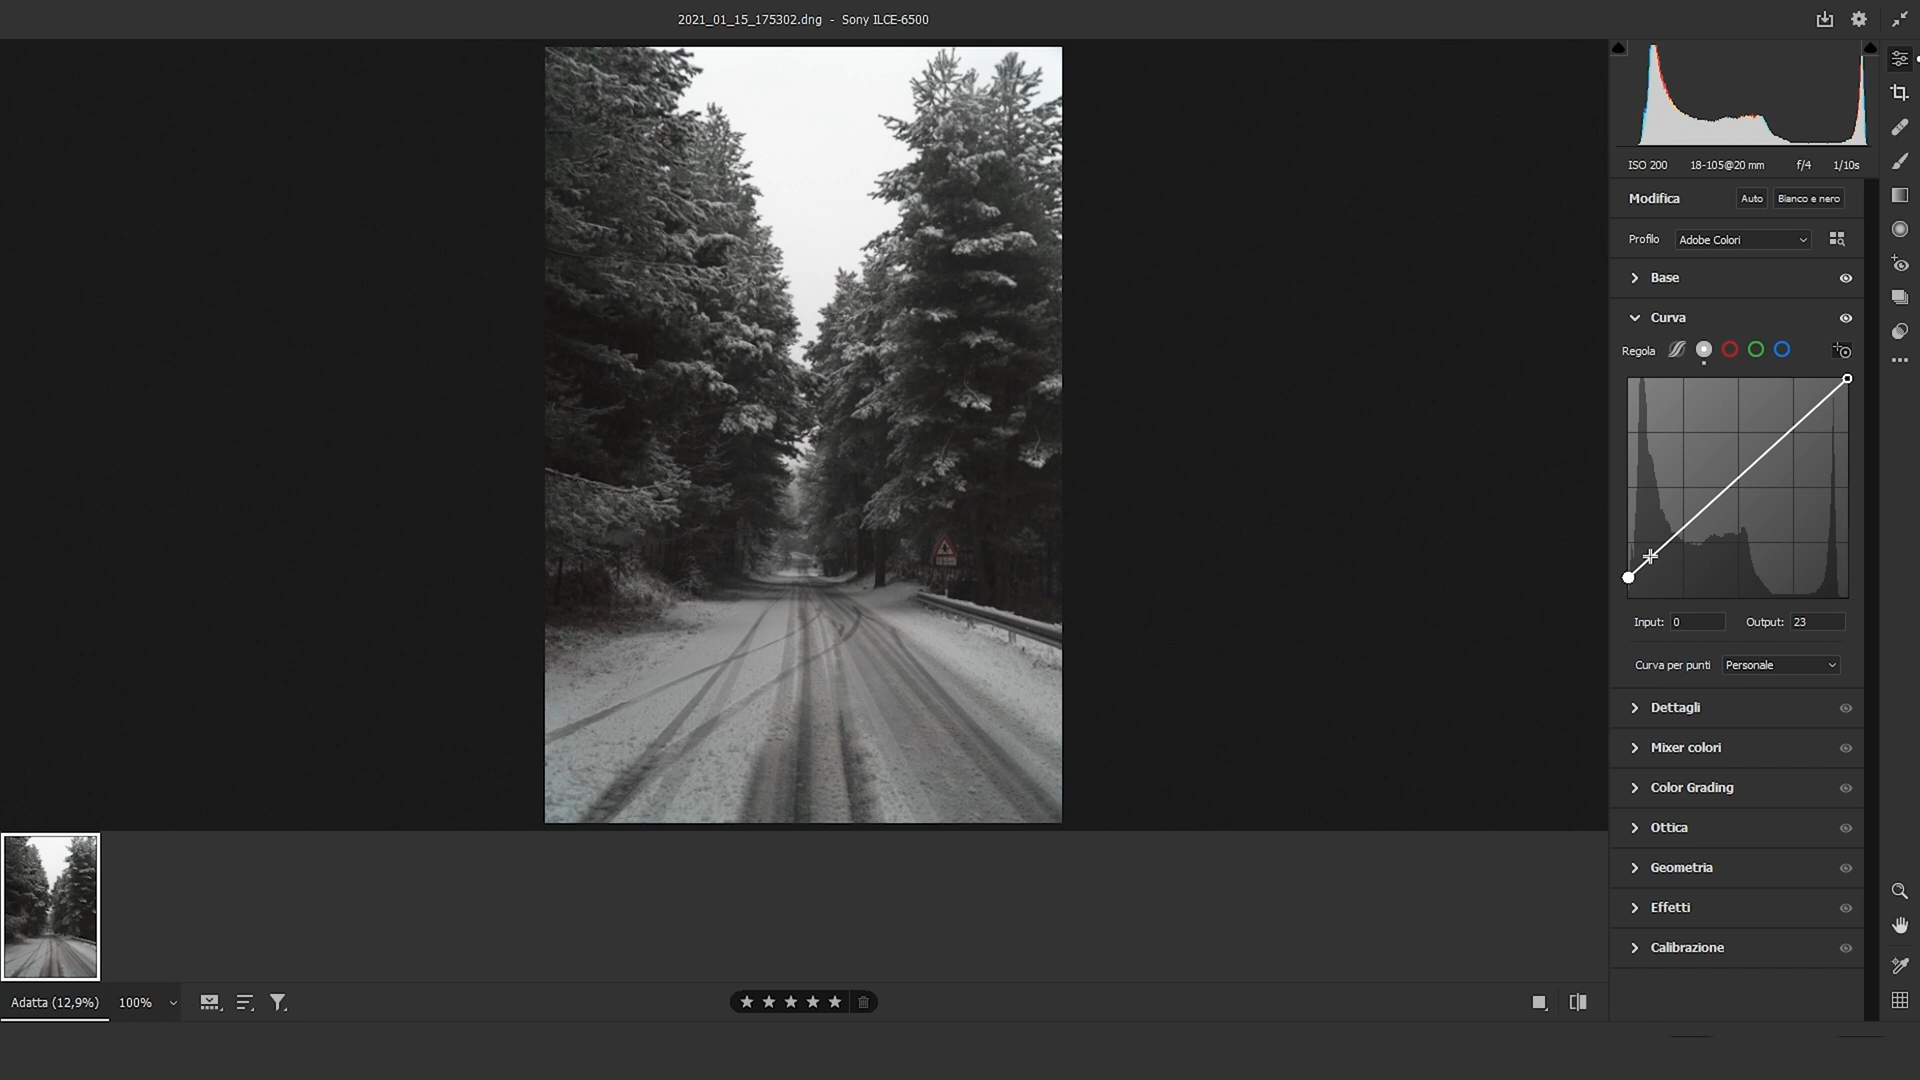 2021_01_15_175302.dng - Sony ILCE-6500
ISO 200 18-105@20 mm f/4 1/10s
Modifica Auto Bianco e nero
Profilo Adobe Colori
Base
Curva
Regola
Input: 0 Output: 23
Curva per punti Personale
Dettagli
Mixer colori
Color Grading
Ottica
Geometria
Effetti
Calibrazione
Adatta (12,9%) 100%